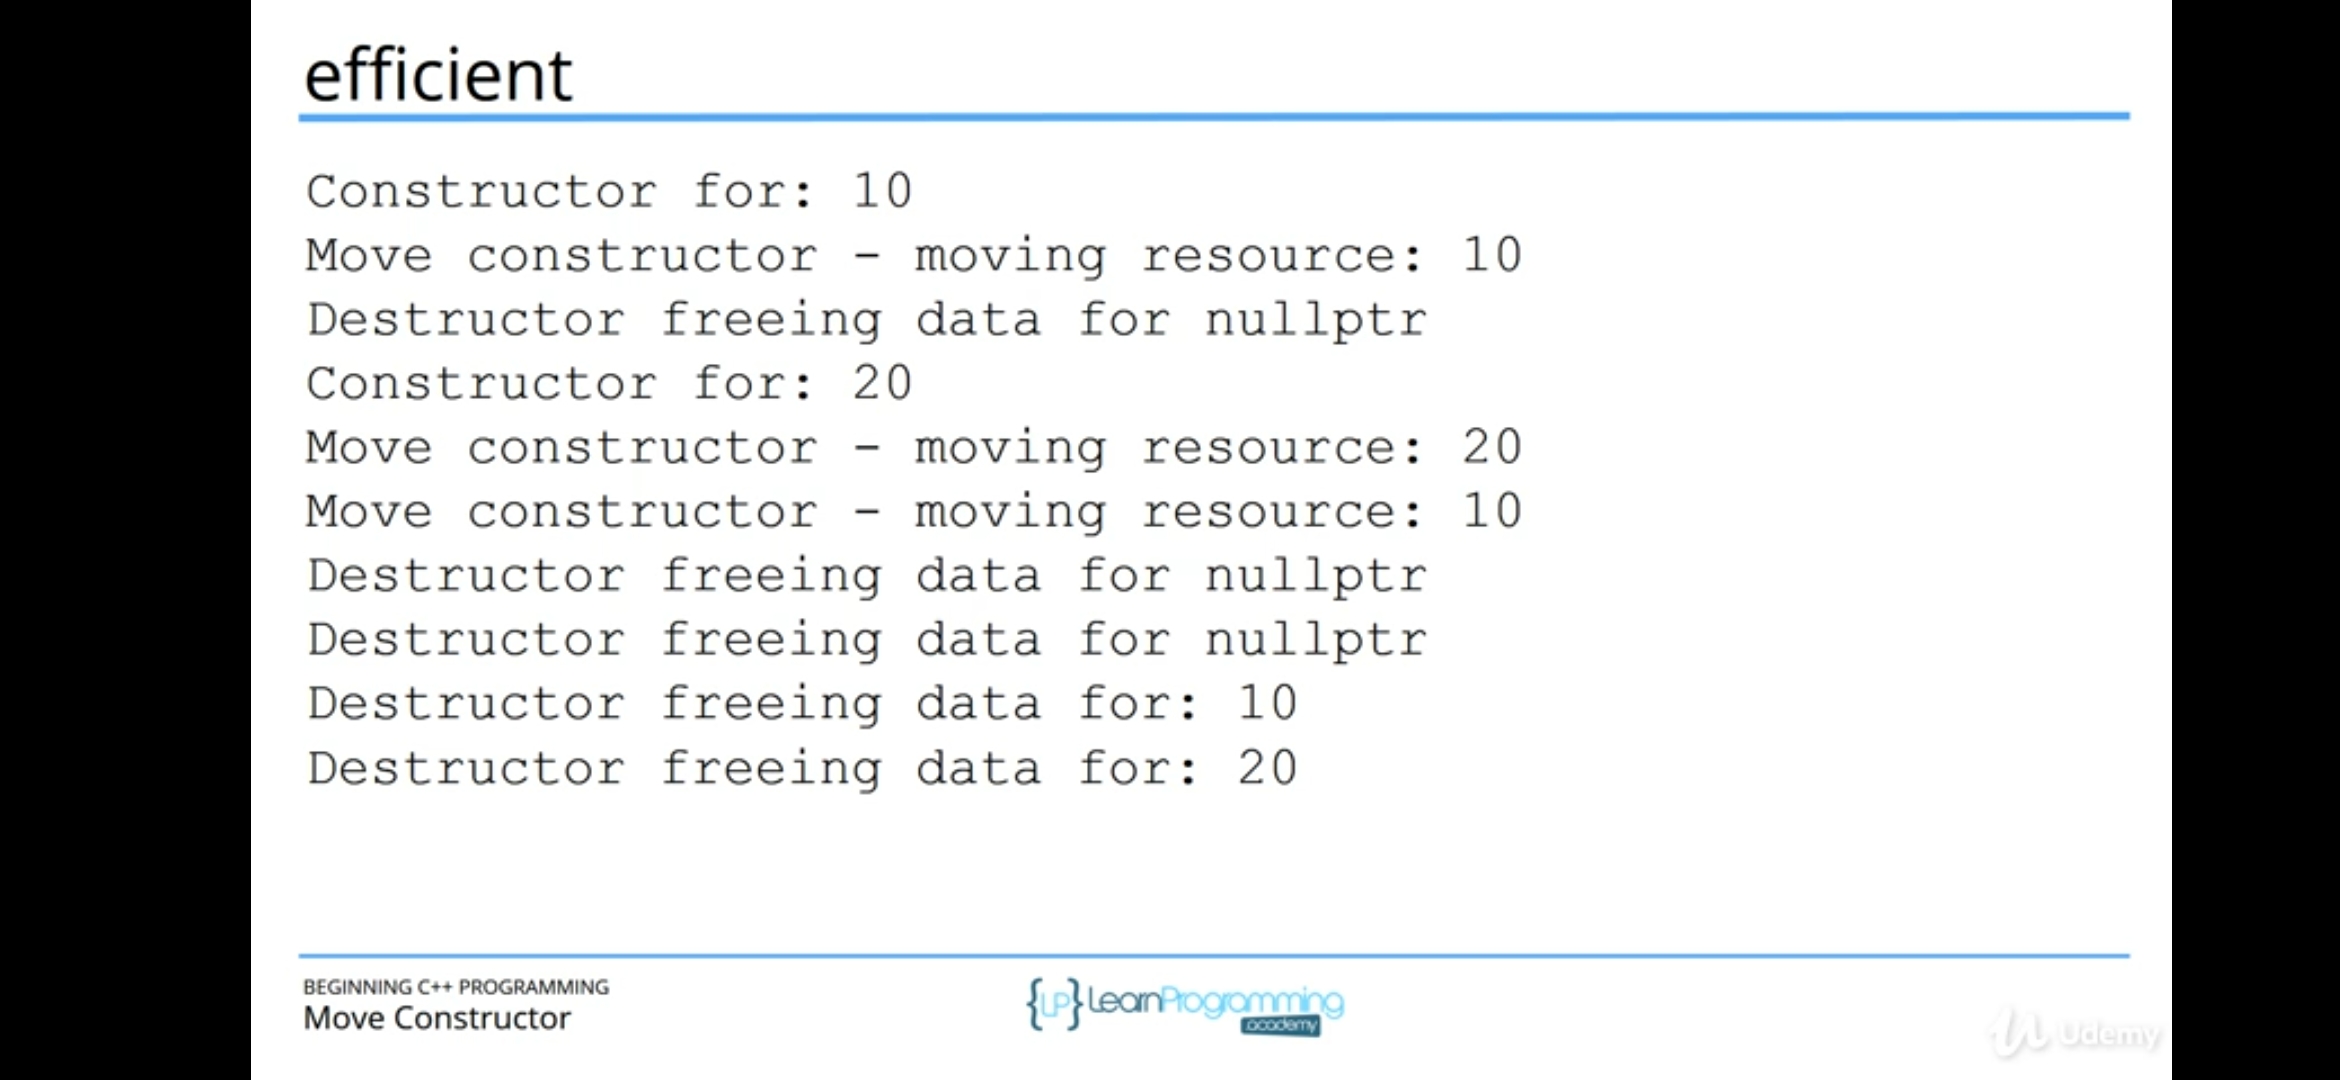 efficient
Constructor for: 10
Move constructor - moving resource: 10
Destructor freeing data for nullptr
Constructor for: 20
Move constructor - moving resource: 20
Move constructor - moving resource: 10
Destructor freeing data for nullptr
Destructor freeing data for nullptr
Destructor freeing data for: 10
Destructor freeing data for: 20
BEGINNING C++ PROGRAMMING
Move Constructor
{LP} LearnProgramming
academy
Udemy